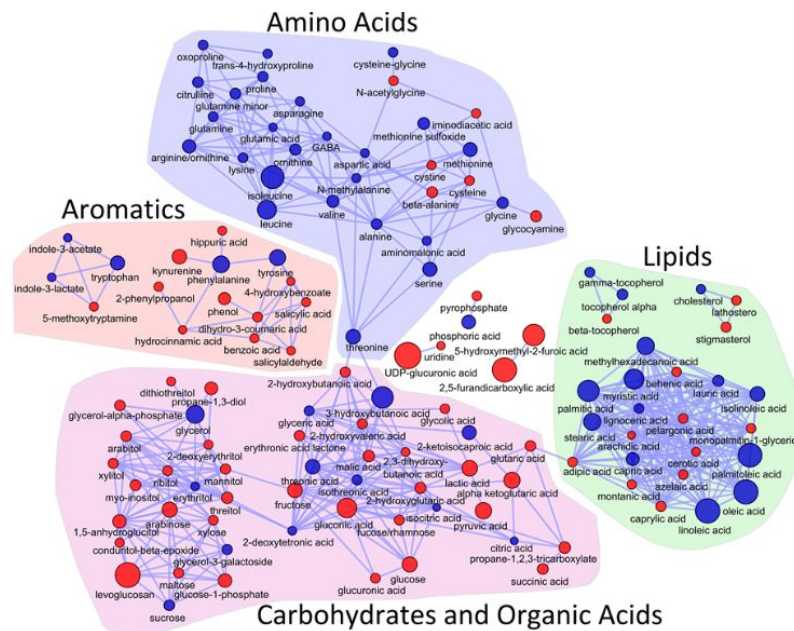 Amino Acids
oxoproline
trans-4-hydroxyproline
cysteine-glycine
citrulline
proline
glutamine minor
N-acetylglycine
asparagine
iminodiacetic acid
glutamine
glutamic acid
methionine sulfoxide
GABA
arginine/ornithine
ornithine
aspartic acid
methionine
lysine
cystine
isoleucine
N-methylalanine
cysteine
beta-alanine
leucine
valine
glycine
glycocyamine
alanine
aminomalonic acid
serine
threonine
Aromatics
hippuric acid
indole-3-acetate
kynurenine
tyrosine
tryptophan
phenylalanine
indole-3-lactate
2-phenylpropanol
4-hydroxybenzoate
phenol
salicylic acid
5-methoxytryptamine
dihydro-3-coumaric acid
hydrocinnamic acid
benzoic acid
salicylaldehyde
pyrophosphate
phosphoric acid
uridine
5-hydroxymethyl-2-furoic acid
UDP-glucuronic acid
2,5-furandicarboxylic acid
Lipids
gamma-tocopherol
cholesterol
tocopherol alpha
lathostero
beta-tocopherol
stigmasterol
methylhexadecanoic acid
behenic acid
myristic acid
lauric acid
palmitic acid
isolinoleic acid
lignoceric acid
pelargonic acid
stearic acid
arachidic acid
monopalmitin-1-glyceride
adipic acid
capric acid
cerolic acid
palmitoleic acid
montanic acid
azelaic acid
oleic acid
caprylic acid
linoleic acid
2-hydroxybutanoic acid
dithiothreitol
propane-1,3-diol
glycerol-alpha-phosphate
glycerol
glyceric acid
3-hydroxybutanoic acid
glycolic acid
arabitol
2-hydroxyvaleric acid
2-deoxyerythritol
erythronic acid lactone
2-ketoisocaproic acid
xylitol
ribitol
mannitol
malic acid
2,3-dihydroxy-
butanoic acid
glutaric acid
threonic acid
lactic acid
myo-inositol
erythritol
isothreonic acid
alpha ketoglutaric acid
threitol
fructose
2-hydroxyglutaric acid
1,5-anhydroglucitol
arabinose
xylose
gluconic acid
isocitric acid
pyruvic acid
conduritol-beta-epoxide
2-deoxytetronic acid
fucose/rhamnose
glycerol-3-galactoside
citric acid
propane-1,2,3-tricarboxylate
levoglucosan
maltose
glucose-1-phosphate
glucuronic acid
glucose
succinic acid
sucrose
Carbohydrates and Organic Acids